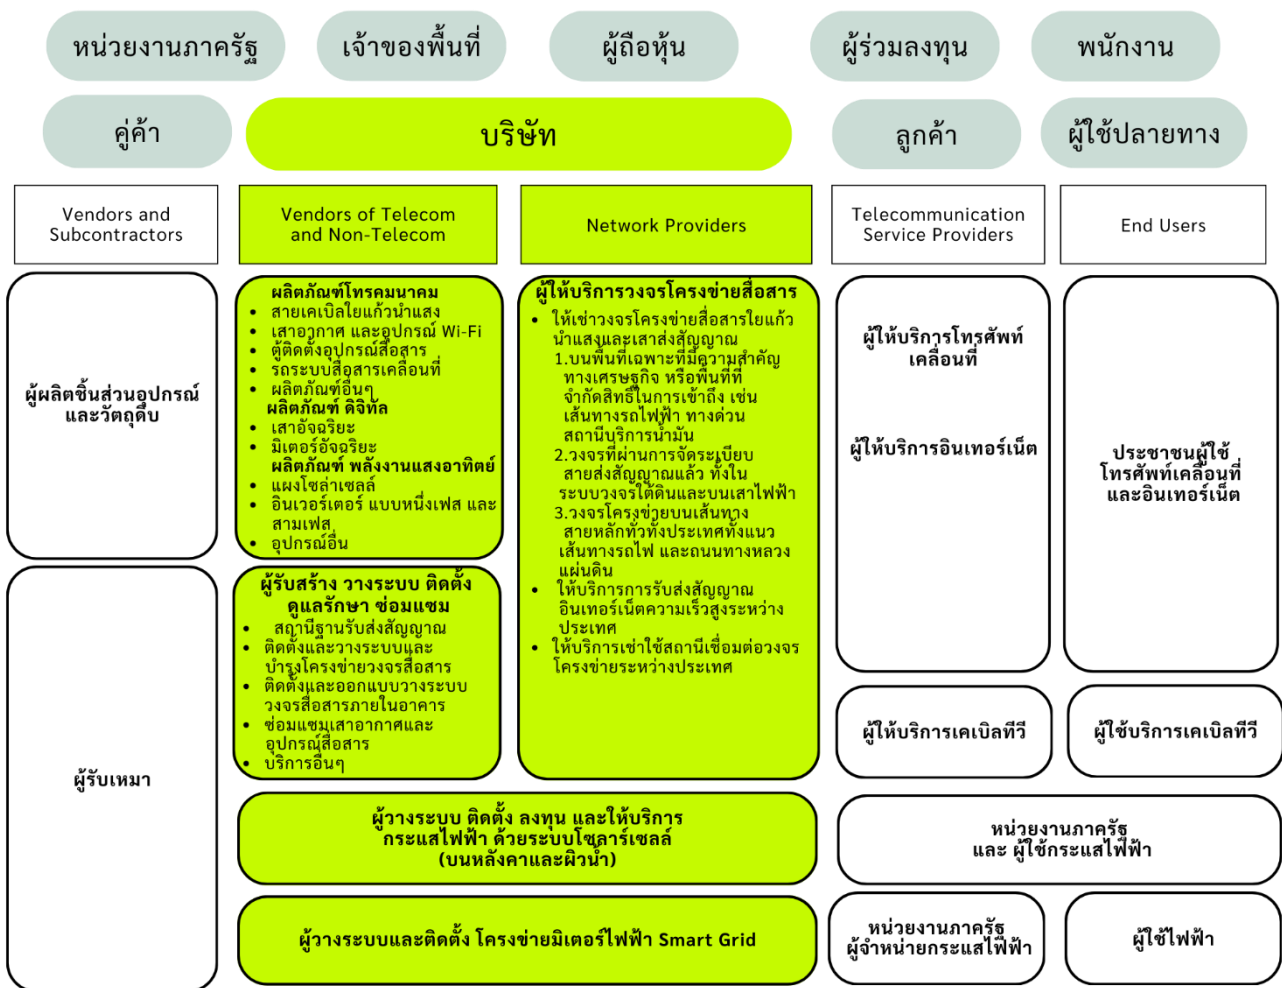 หน่วยงานภาครัฐ
เจ้าของพื้นที่
ผู้ถือหุ้น
ผู้ร่วมลงทุน
พนักงาน
คู่ค้า
บริษัท
ลูกค้า
ผู้ใช้ปลายทาง
Vendors and
Subcontractors
Vendors of Telecom
and Non-Telecom
Network Providers
Telecommunication
Service Providers
End Users
ผู้ผลิตชิ้นส่วนอุปกรณ์
และวัตถุดิบ
ผู้รับเหมา
ผลิตภัณฑ์โทรคมนาคม
• สายเคเบิลใยแก้วนำแสง
• เสาอากาศ และอุปกรณ์ Wi-Fi
• ตู้ติดตั้งอุปกรณ์สื่อสาร
• รถระบบสื่อสารเคลื่อนที่
• ผลิตภัณฑ์อื่นๆ
ผลิตภัณฑ์ ดิจิทัล
• เสาอัจฉริยะ
• มิเตอร์อัจฉริยะ
ผลิตภัณฑ์ พลังงานแสงอาทิตย์
• แผงโซล่าเซลล์
• อินเวอร์เตอร์ แบบหนึ่งเฟส และ
สามเฟส
• อุปกรณ์อื่น
ผู้รับสร้าง วางระบบ ติดตั้ง
ดูแลรักษา ซ่อมแซม
• สถานีฐานรับส่งสัญญาณ
• ติดตั้งและวางระบบและ
บำรุงโครงข่ายวงจรสื่อสาร
• ติดตั้งและออกแบบวางระบบ
วงจรสื่อสารภายในอาคาร
• ซ่อมแซมเสาอากาศและ
อุปกรณ์สื่อสาร
• บริการอื่นๆ
ผู้ให้บริการวงจรโครงข่ายสื่อสาร
• ให้เช่าวงจรโครงข่ายสื่อสารใยแก้ว
นำแสงและเสาส่งสัญญาณ
1.บนพื้นที่เฉพาะที่มีความสำคัญ
ทางเศรษฐกิจ หรือพื้นที่ที่
จำกัดสิทธิ์ในการเข้าถึง เช่น
เส้นทางรถไฟฟ้า ทางด่วน
สถานีบริการน้ำมัน
2.วงจรที่ผ่านการจัดระเบียบ
สายส่งสัญญาณแล้ว ทั้งใน
ระบบวงจรใต้ดินและบนเสาไฟฟ้า
3.วงจรโครงข่ายบนเส้นทาง
สายหลักทั่วทั้งประเทศทั้งแนว
เส้นทางรถไฟ และถนนทางหลวง
แผ่นดิน
• ให้บริการการรับส่งสัญญาณ
อินเทอร์เน็ตความเร็วสูงระหว่าง
ประเทศ
• ให้บริการเช่าใช้สถานีเชื่อมต่อวงจร
โครงข่ายระหว่างประเทศ
ผู้ให้บริการโทรศัพท์
เคลื่อนที่
ผู้ให้บริการอินเทอร์เน็ต
ประชาชนผู้ใช้
โทรศัพท์เคลื่อนที่
และอินเทอร์เน็ต
ผู้ให้บริการเคเบิลทีวี
ผู้ใช้บริการเคเบิลทีวี
ผู้วางระบบ ติดตั้ง ลงทุน และให้บริการ
กระแสไฟฟ้า ด้วยระบบโซลาร์เซลล์
(บนหลังคาและผิวน้ำ)
หน่วยงานภาครัฐ
และ ผู้ใช้กระแสไฟฟ้า
ผู้วางระบบและติดตั้ง โครงข่ายมิเตอร์ไฟฟ้า Smart Grid
หน่วยงานภาครัฐ
ผู้จำหน่ายกระแสไฟฟ้า
ผู้ใช้ไฟฟ้า